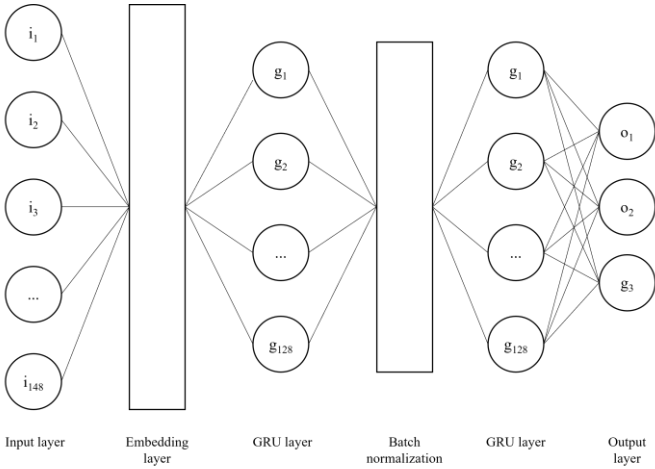 i1
i2
i3
...
i148
g1
g2
...
g128
g1
g2
...
g128
o1
o2
g3
Input layer
Embedding
layer
GRU layer
Batch
normalization
GRU layer
Output
layer